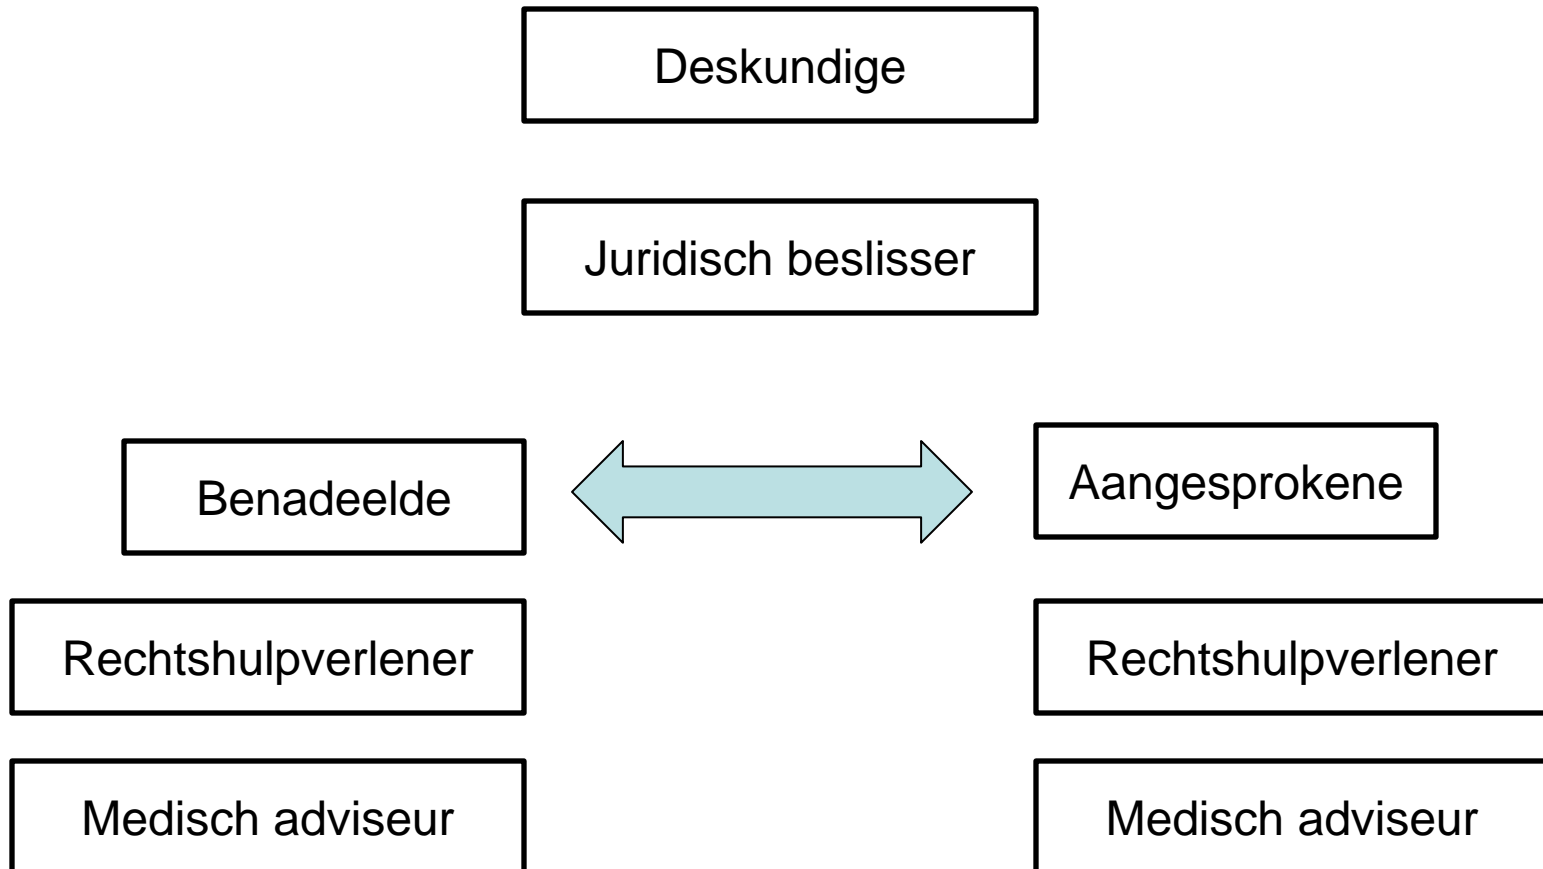 Deskundige
Juridisch beslisser
Benadeelde
Aangesprokene
Rechtshulpverlener
Rechtshulpverlener
Medisch adviseur
Medisch adviseur